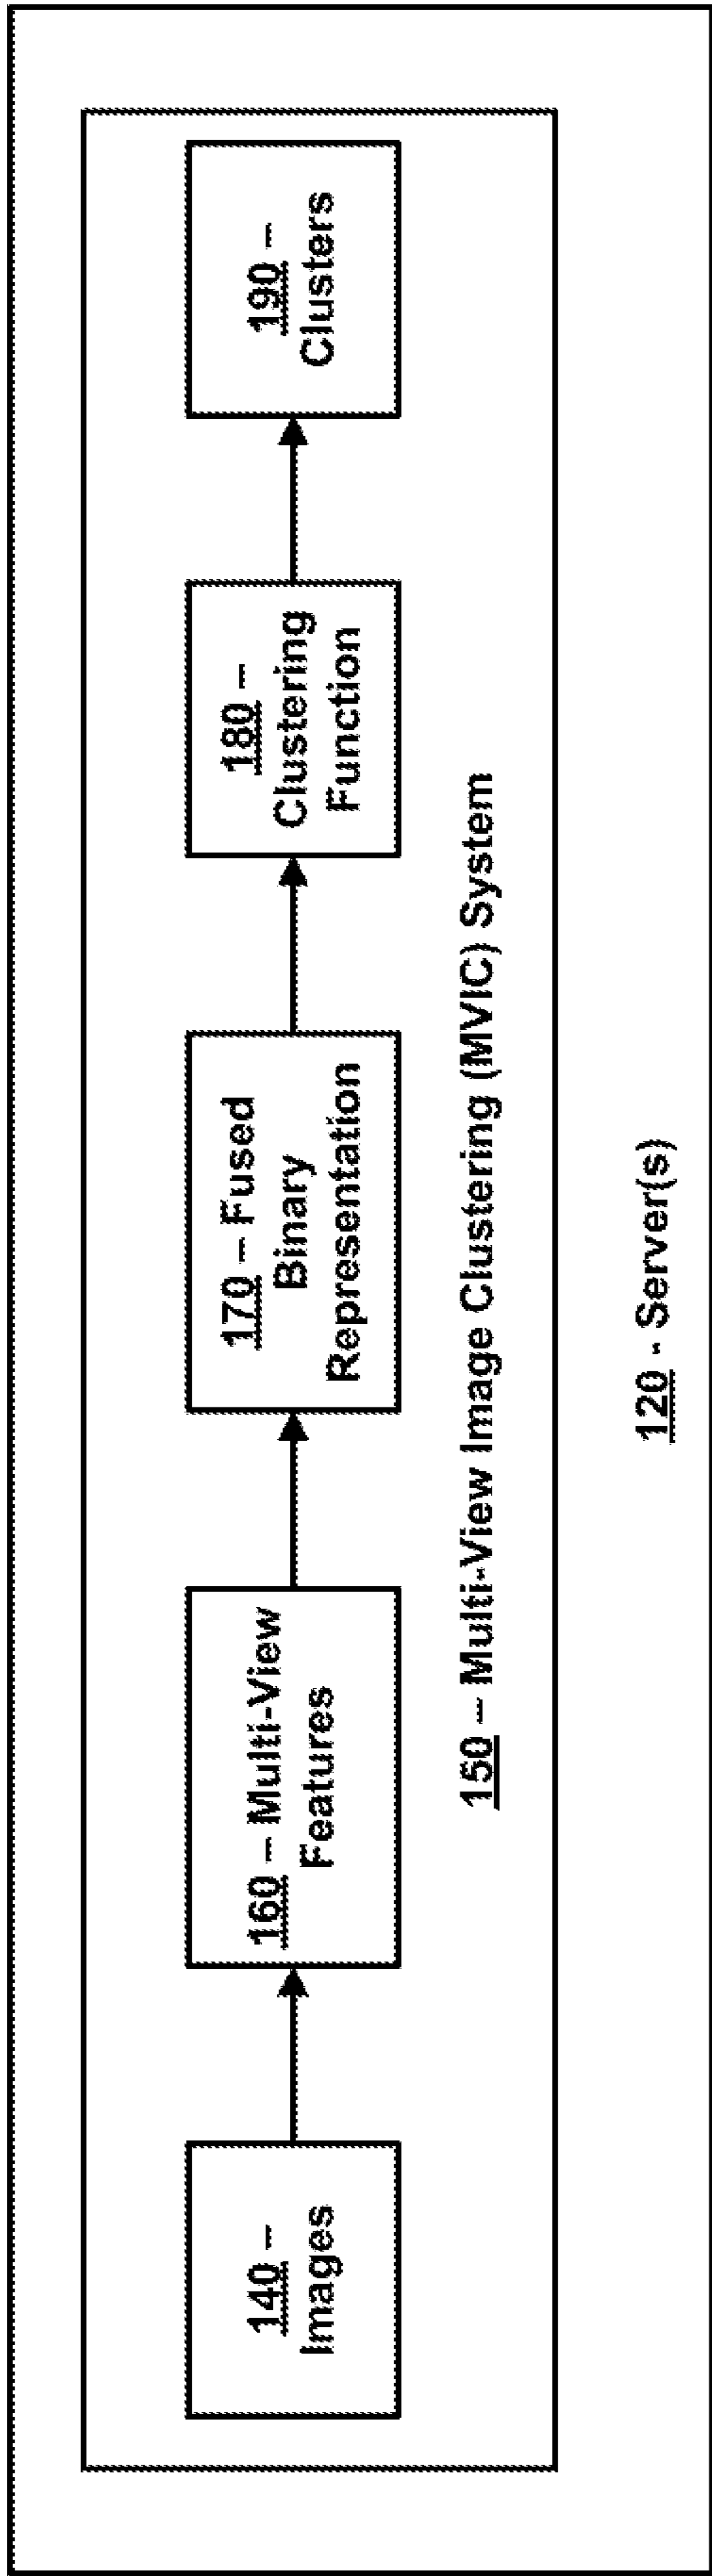 140 –
Images
160 – Multi-View
Features
170 – Fused
Binary
Representation
180 –
Clustering
Function
190 –
Clusters
150 – Multi-View Image Clustering (MVIC) System
120 - Server(s)